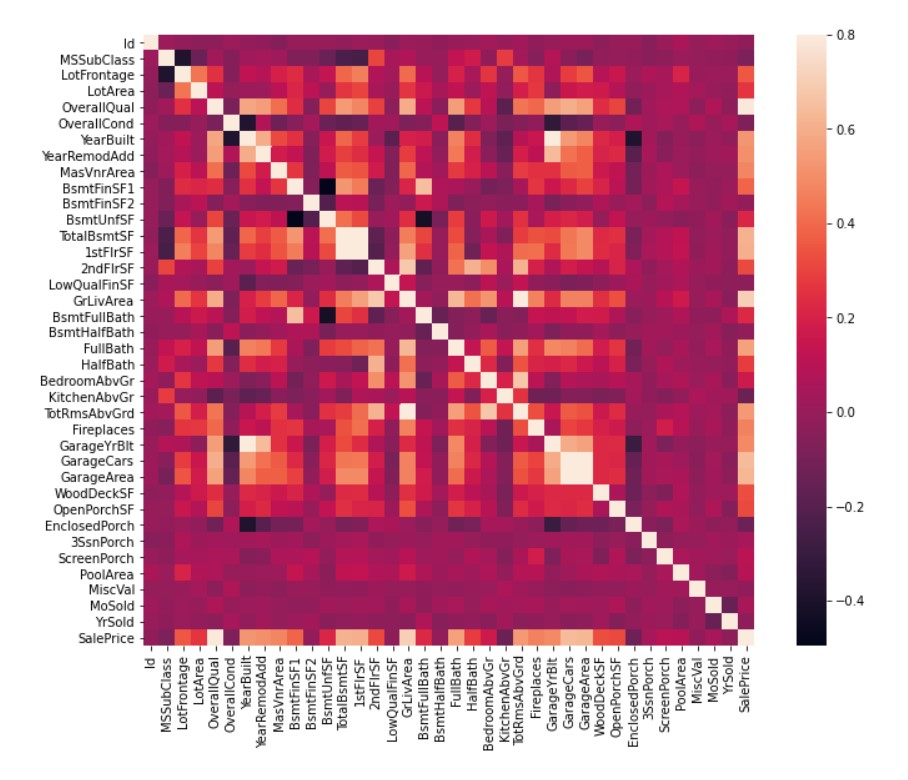 Id
MSSubClass
LotFrontage
LotArea
OverallQual
OverallCond
YearBuilt
YearRemodAdd
MasVnrArea
BsmtFinSF1
BsmtFinSF2
BsmtUnfSF
TotalBsmtSF
1stFlrSF
2ndFlrSF
LowQualFinSF
GrLivArea
BsmtFullBath
BsmtHalfBath
FullBath
HalfBath
BedroomAbvGr
KitchenAbvGr
TotRmsAbvGrd
Fireplaces
GarageYrBlt
GarageCars
GarageArea
WoodDeckSF
OpenPorchSF
EnclosedPorch
3SsnPorch
ScreenPorch
PoolArea
MiscVal
MoSold
YrSold
SalePrice
Id
MSSubClass
LotFrontage
LotArea
OverallQual
OverallCond
YearBuilt
YearRemodAdd
MasVnrArea
BsmtFinSF1
BsmtFinSF2
BsmtUnfSF
TotalBsmtSF
1stFlrSF
2ndFlrSF
LowQualFinSF
GrLivArea
BsmtFullBath
BsmtHalfBath
FullBath
HalfBath
BedroomAbvGr
KitchenAbvGr
TotRmsAbvGrd
Fireplaces
GarageYrBlt
GarageCars
GarageArea
WoodDeckSF
OpenPorchSF
EnclosedPorch
3SsnPorch
ScreenPorch
PoolArea
MiscVal
MoSold
YrSold
SalePrice
0.8
0.6
0.4
0.2
0.0
−0.2
−0.4